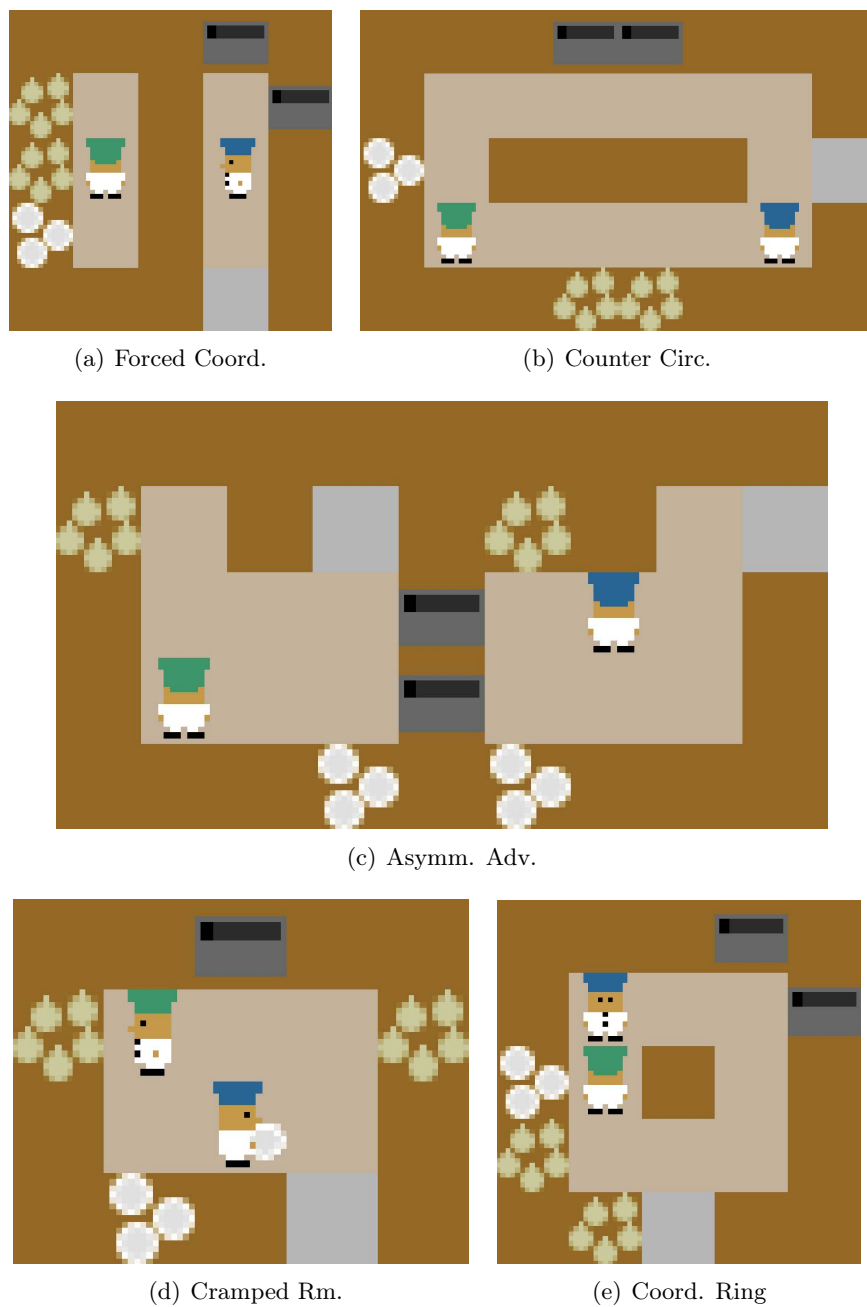 (a) Forced Coord.
(b) Counter Circ.
(c) Asymm. Adv.
(d) Cramped Rm.
(e) Coord. Ring